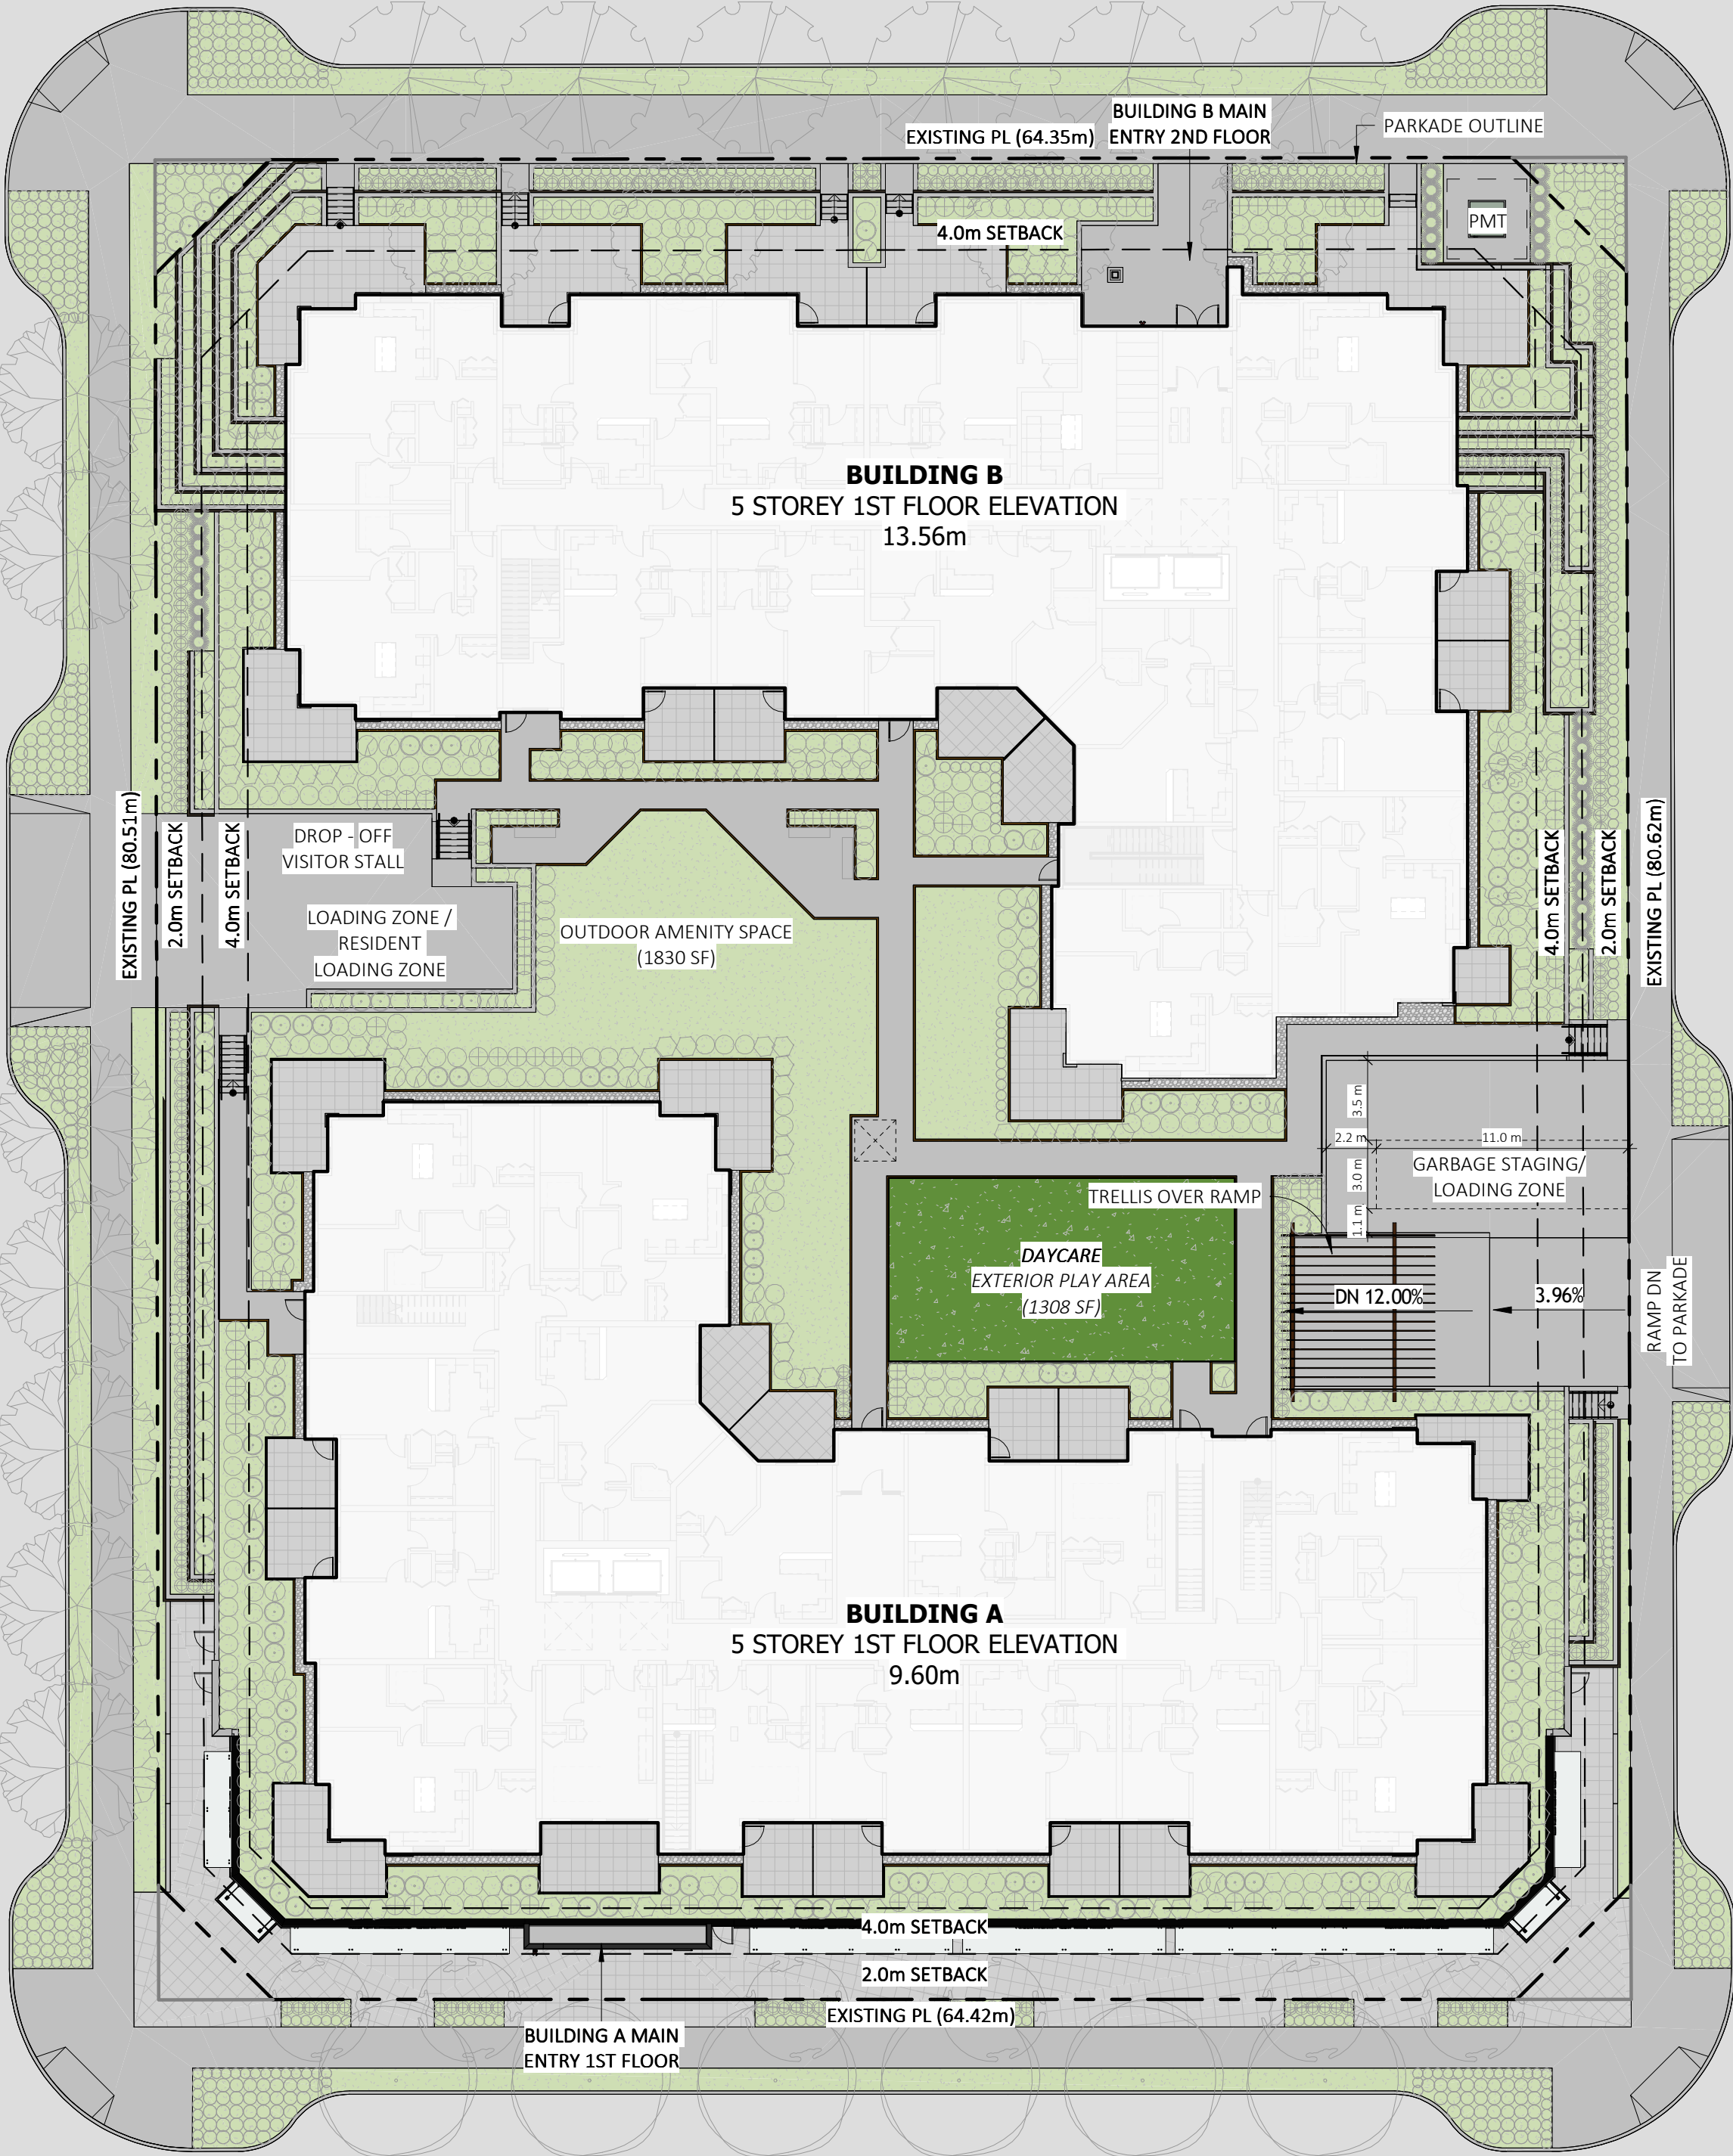 BUILDING B MAIN
ENTRY 2ND FLOOR
EXISTING PL (64.35m)
PARKADE OUTLINE
PMT
4.0m SETBACK
BUILDING B
5 STOREY 1ST FLOOR ELEVATION
13.56m
EXISTING PL (80.51m)
2.0m SETBACK
4.0m SETBACK
DROP - OFF
VISITOR STALL
LOADING ZONE /
RESIDENT
LOADING ZONE
OUTDOOR AMENITY SPACE
(1830 SF)
4.0m SETBACK
2.0m SETBACK
EXISTING PL (80.62m)
3.5 m
2.2 m
11.0 m
3.0 m
1.1 m
GARBAGE STAGING/
LOADING ZONE
TRELLIS OVER RAMP
DAYCARE
EXTERIOR PLAY AREA
(1308 SF)
DN 12.00%
3.96%
RAMP DN
TO PARKADE
BUILDING A
5 STOREY 1ST FLOOR ELEVATION
9.60m
4.0m SETBACK
2.0m SETBACK
EXISTING PL (64.42m)
BUILDING A MAIN
ENTRY 1ST FLOOR